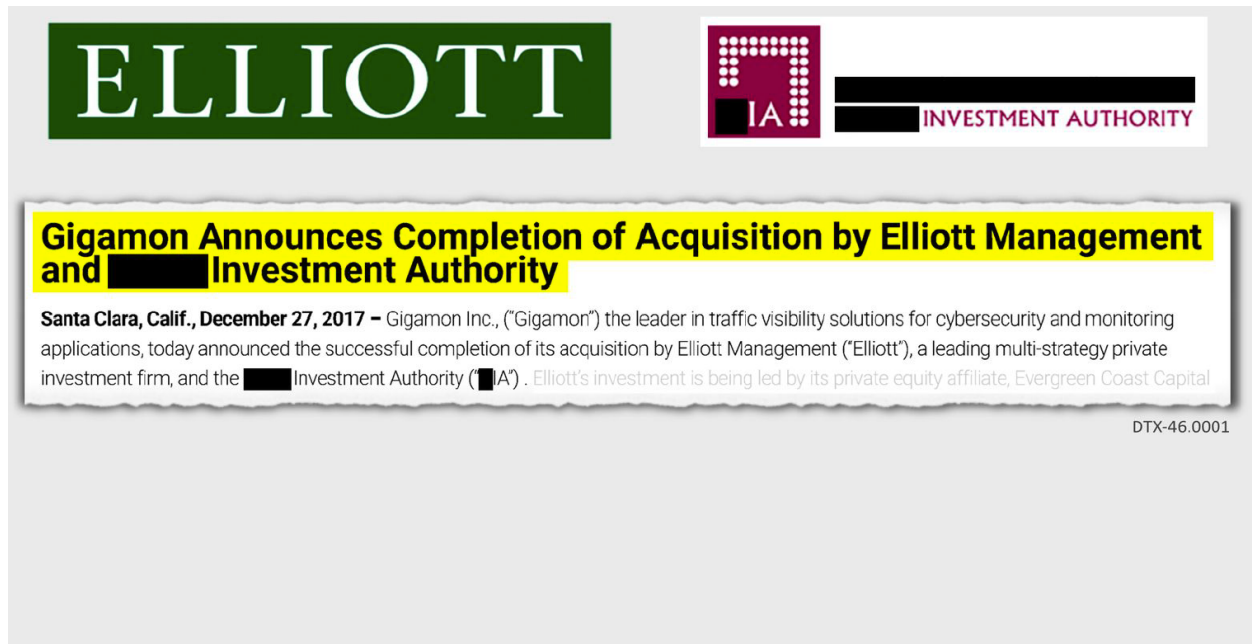 ELLIOTT
IA
INVESTMENT AUTHORITY
Gigamon Announces Completion of Acquisition by Elliott Management
and Investment Authority
Santa Clara, Calif., December 27, 2017 – Gigamon Inc., ("Gigamon") the leader in traffic visibility solutions for cybersecurity and monitoring
applications, today announced the successful completion of its acquisition by Elliott Management ("Elliott"), a leading multi-strategy private
investment firm, and the Investment Authority ("IA") . Elliott's investment is being led by its private equity affiliate, Evergreen Coast Capital
DTX-46.0001